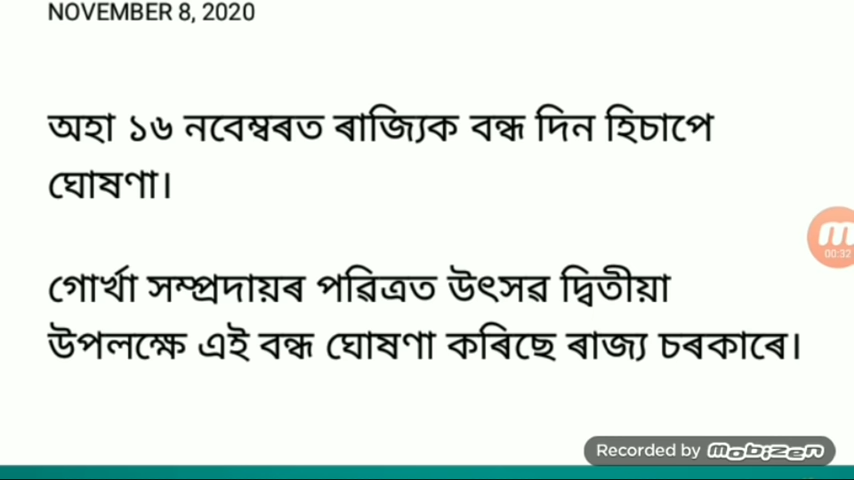 NOVEMBER 8, 2020
অহা ১৬ নবেম্বৰত ৰাজ্যিক বন্ধ দিন হিচাপে
ঘোষণা।
গোৰ্খা সম্প্ৰদায়ৰ পৱিত্ৰত উৎসৱ দ্বিতীয়া
উপলক্ষে এই বন্ধ ঘোষণা কৰিছে ৰাজ্য চৰকাৰে।
00:32
Recorded by Mobizen